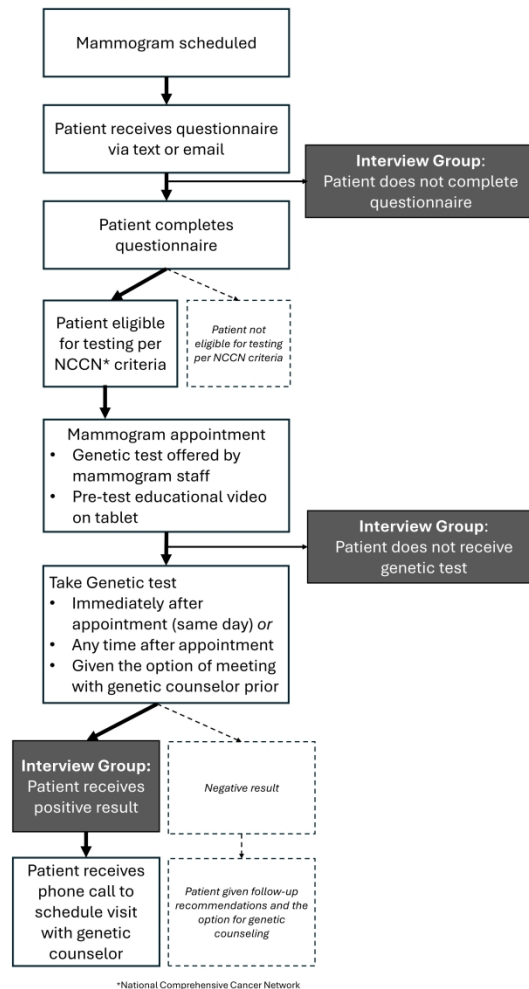 Mammogram scheduled
Patient receives questionnaire
via text or email
Interview Group:
Patient does not complete
questionnaire
Patient completes
questionnaire
Patient eligible
for testing per
NCCN* criteria
Patient not
eligible for testing
per NCCN criteria
Mammogram appointment
• Genetic test offered by
mammogram staff
• Pre-test educational video
on tablet
Interview Group:
Patient does not receive
genetic test
Take Genetic test
• Immediately after
appointment (same day) or
• Any time after appointment
• Given the option of meeting
with genetic counselor prior
Interview Group:
Patient receives
positive result
Negative result
Patient receives
phone call to
schedule visit
with genetic
counselor
Patient given follow-up
recommendations and the
option for genetic
counseling
*National Comprehensive Cancer Network